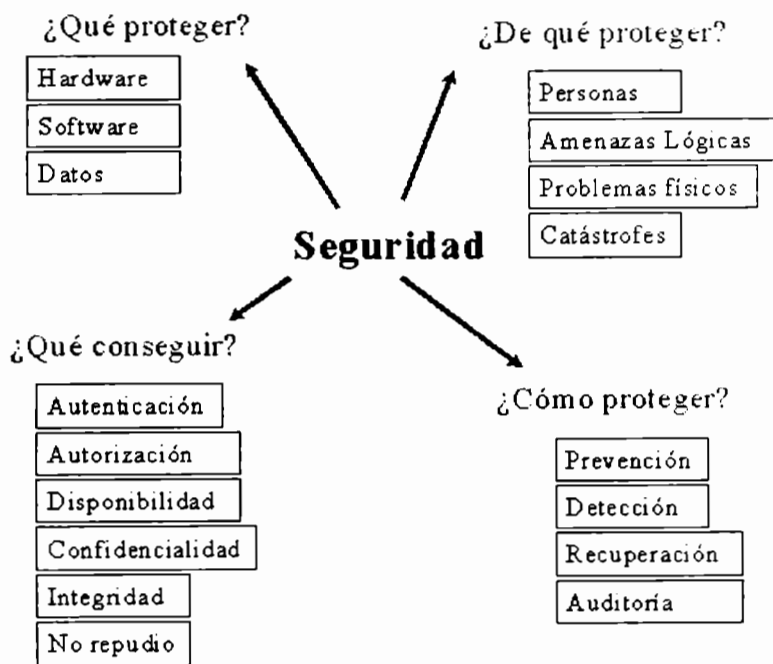 ¿Qué proteger?
Hardware
Software
Datos
¿De qué proteger?
Personas
Amenazas Lógicas
Problemas físicos
Catástrofes
Seguridad
¿Qué conseguir?
Autenticación
Autorización
Disponibilidad
Confidencialidad
Integridad
No repudio
¿Cómo proteger?
Prevención
Detección
Recuperación
Auditoría